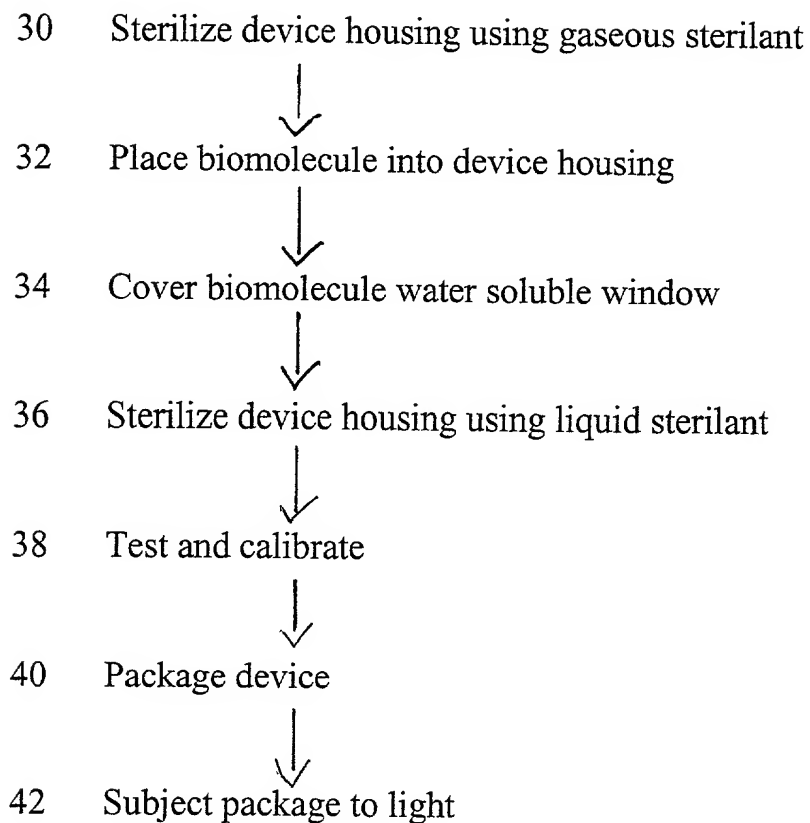 30 Sterilize device housing using gaseous sterilant
32 Place biomolecule into device housing
34 Cover biomolecule water soluble window
36 Sterilize device housing using liquid sterilant
38 Test and calibrate
40 Package device
42 Subject package to light